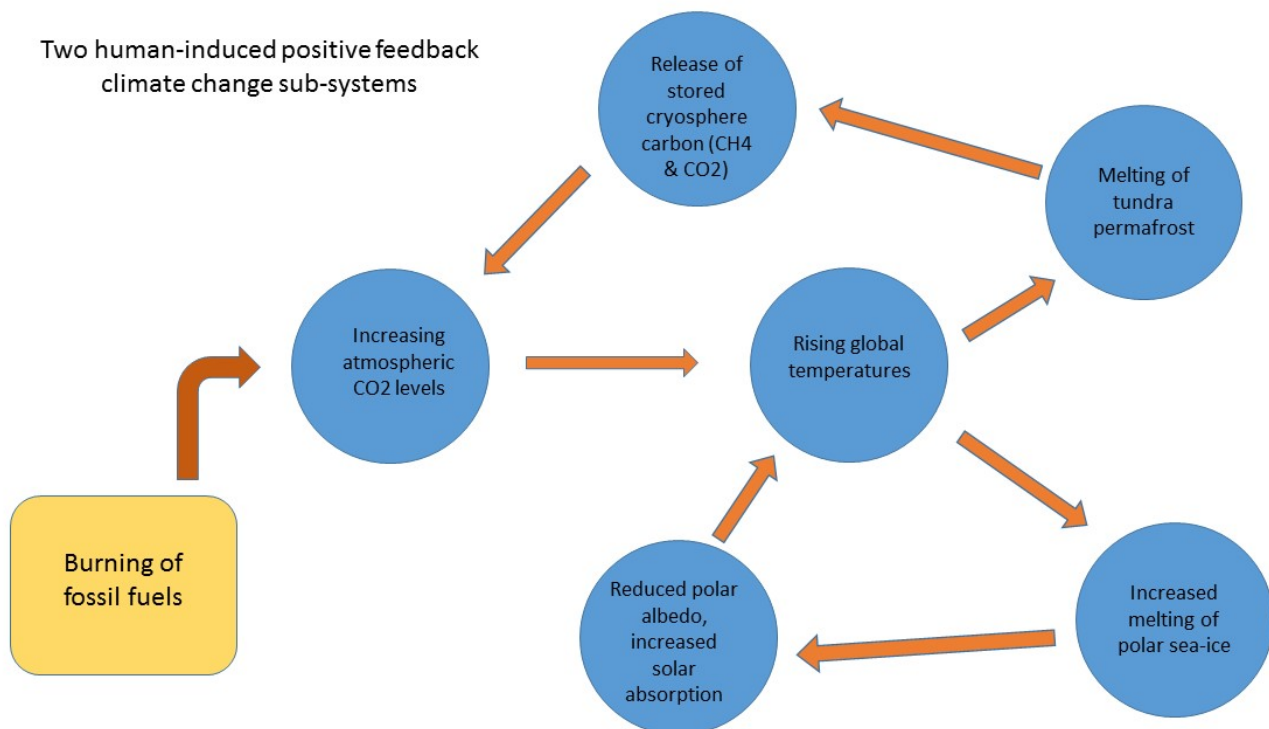 Two human-induced positive feedback
climate change sub-systems
Release of
stored
cryosphere
carbon (CH4
& CO2)
Melting of
tundra
permafrost
Increasing
atmospheric
CO2 levels
Rising global
temperatures
Burning of
fossil fuels
Reduced polar
albedo,
increased
solar
absorption
Increased
melting of
polar sea-ice